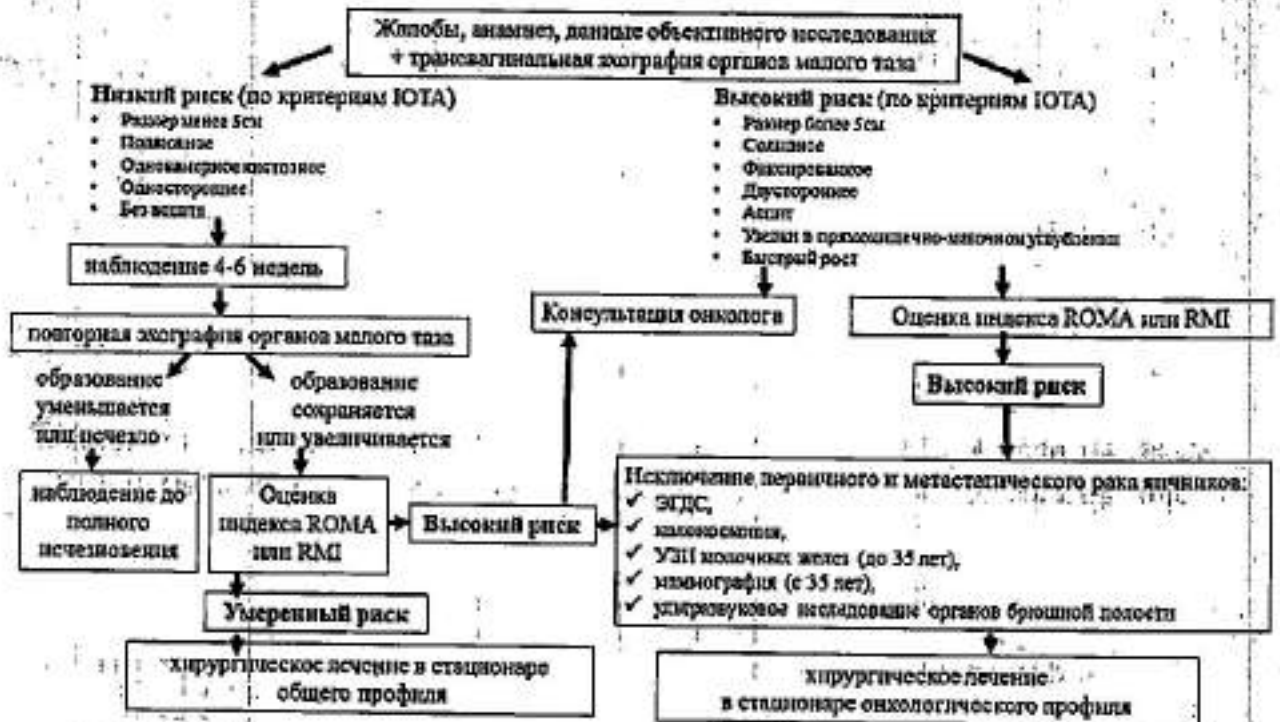 Жалобы, анамнез, данные объективного исследования
+ трансвагинальная эхография органов малого таза
Низкий риск (по критериям IOTA)
• Размер менее 5см
• Подвижное
• Однокамерное кистозное
• Одностороннее
• Без асцита
Высокий риск (по критериям IOTA)
• Размер более 5см
• Солидное
• Фиксированное
• Двустороннее
• Асцит
• Узелки в прямокишечно-маточном углублении
• Быстрый рост
наблюдение 4-6 недель
повторная эхография органов малого таза
образование
уменьшается
или исчезло
образование
сохраняется
или увеличивается
Консультация онколога
Оценка индекса ROMA или RMI
Высокий риск
наблюдение до
полного
исчезновения
Оценка
индекса ROMA
или RMI
Высокий риск
Исключение первичного и метастатического рака яичников:
✓ ЭГДС,
✓ колоноскопия,
✓ УЗИ молочных желез (до 35 лет),
✓ маммография (с 35 лет),
✓ ультразвуковое исследование органов брюшной полости
Умеренный риск
хирургическое лечение в стационаре
общего профиля
хирургическое лечение
в стационаре онкологического профиля